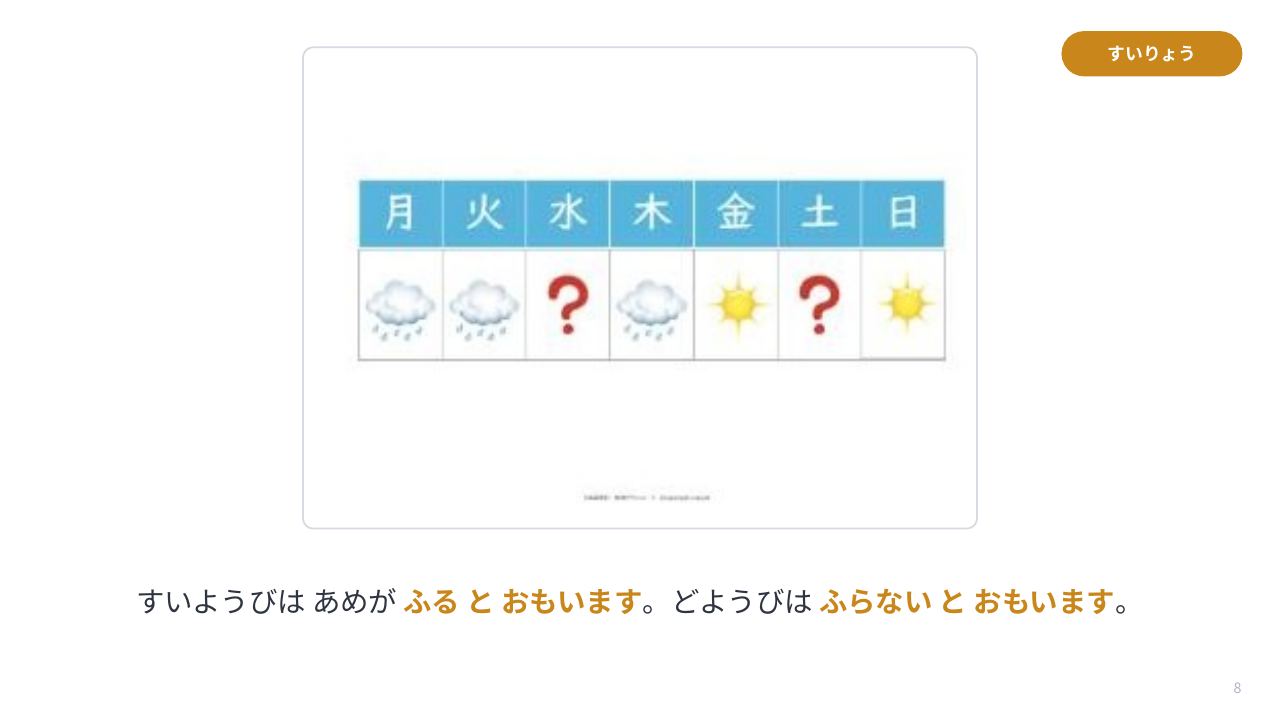 すいりょう
月 火 水 木 金 土 日
? ?
すいようびは あめが ふる と おもいます。どようびは ふらない と おもいます。
8